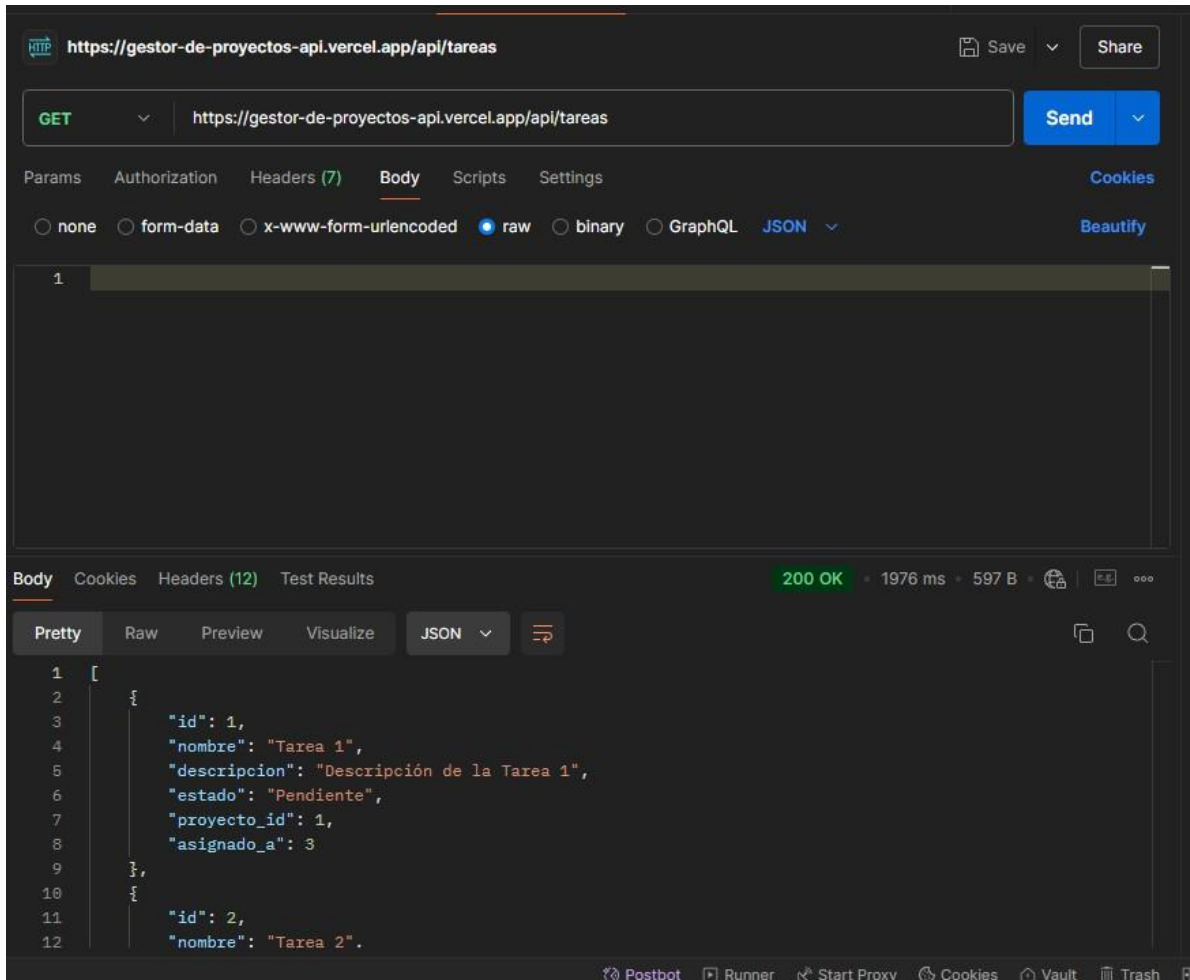 HTTP https://gestor-de-proyectos-api.vercel.app/api/tareas Save Share
GET https://gestor-de-proyectos-api.vercel.app/api/tareas Send
Params Authorization Headers (7) Body Scripts Settings Cookies
none form-data x-www-form-urlencoded raw binary GraphQL JSON Beautify
1
Body Cookies Headers (12) Test Results 200 OK 1976 ms 597 B e.g.
Pretty Raw Preview Visualize JSON
1 [
2 {
3 "id": 1,
4 "nombre": "Tarea 1",
5 "descripcion": "Descripción de la Tarea 1",
6 "estado": "Pendiente",
7 "proyecto_id": 1,
8 "asignado_a": 3
9 },
10 {
11 "id": 2,
12 "nombre": "Tarea 2".
Postbot Runner Start Proxy Cookies Vault Trash